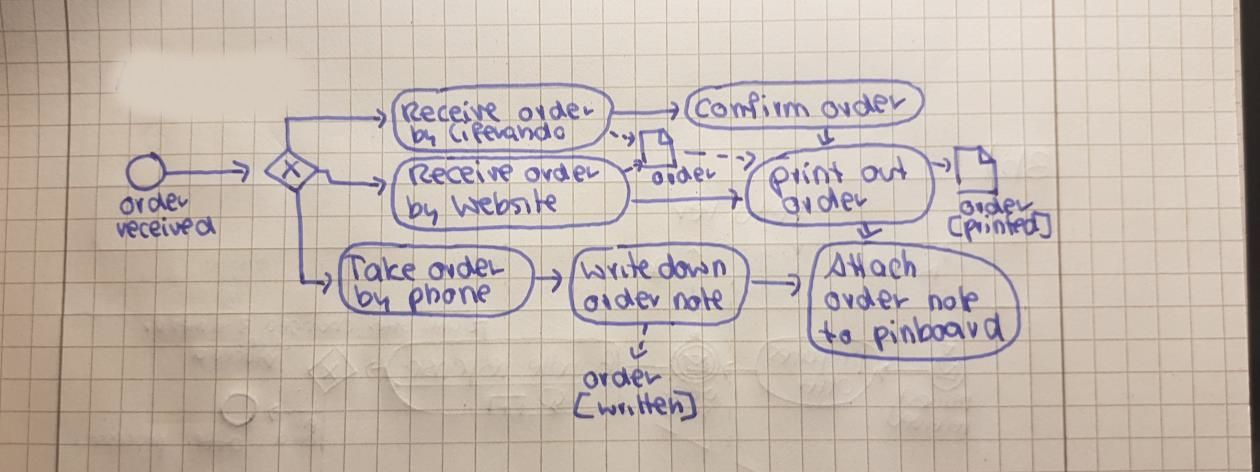 order
received
X
Receive order
by Liferando
Receive order
by Website
Take order
by phone
Write down
order note
order
[written]
Confirm order
order
print out
order
order
[printed]
Attach
order note
to pinboard